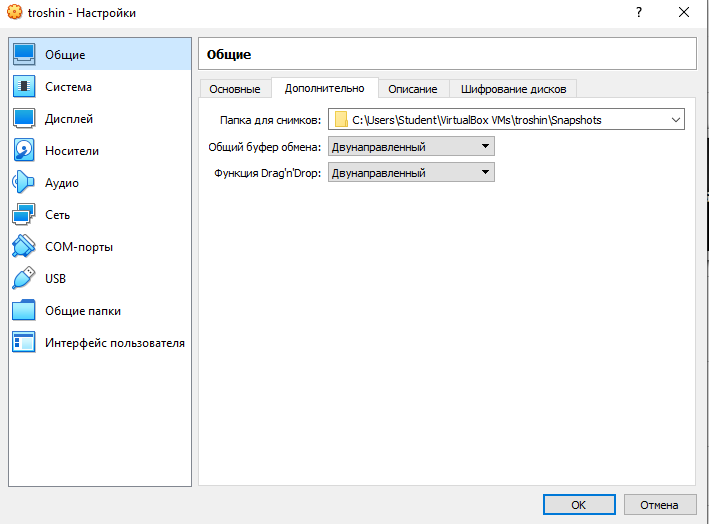 troshin - Настройки
?
Общие
Система
Дисплей
Носители
Аудио
Сеть
COM-порты
USB
Общие папки
Интерфейс пользователя
Общие
Основные Дополнительно Описание Шифрование дисков
Папка для снимков: C:\Users\Student\VirtualBox VMs\troshin\Snapshots
Общий буфер обмена: Двунаправленный
Функция Drag'n'Drop: Двунаправленный
OK Отмена